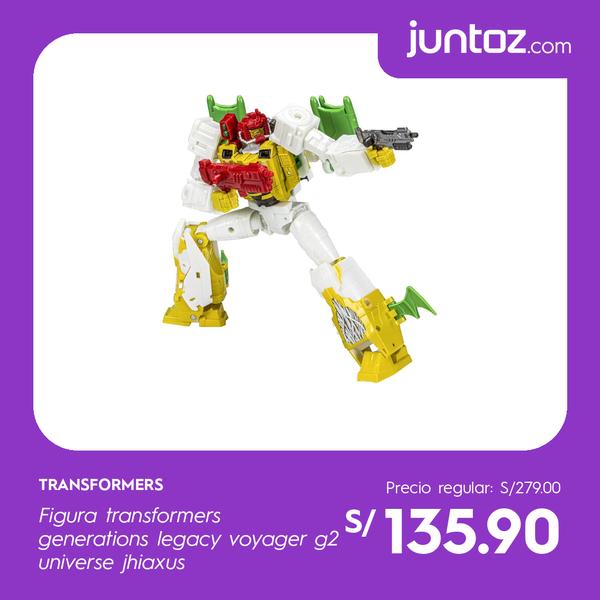 juntoz.com
TRANSFORMERS
Figura transformers
generations legacy voyager g2
universe jhiaxus
Precio regular: S/279.00
S/135.90